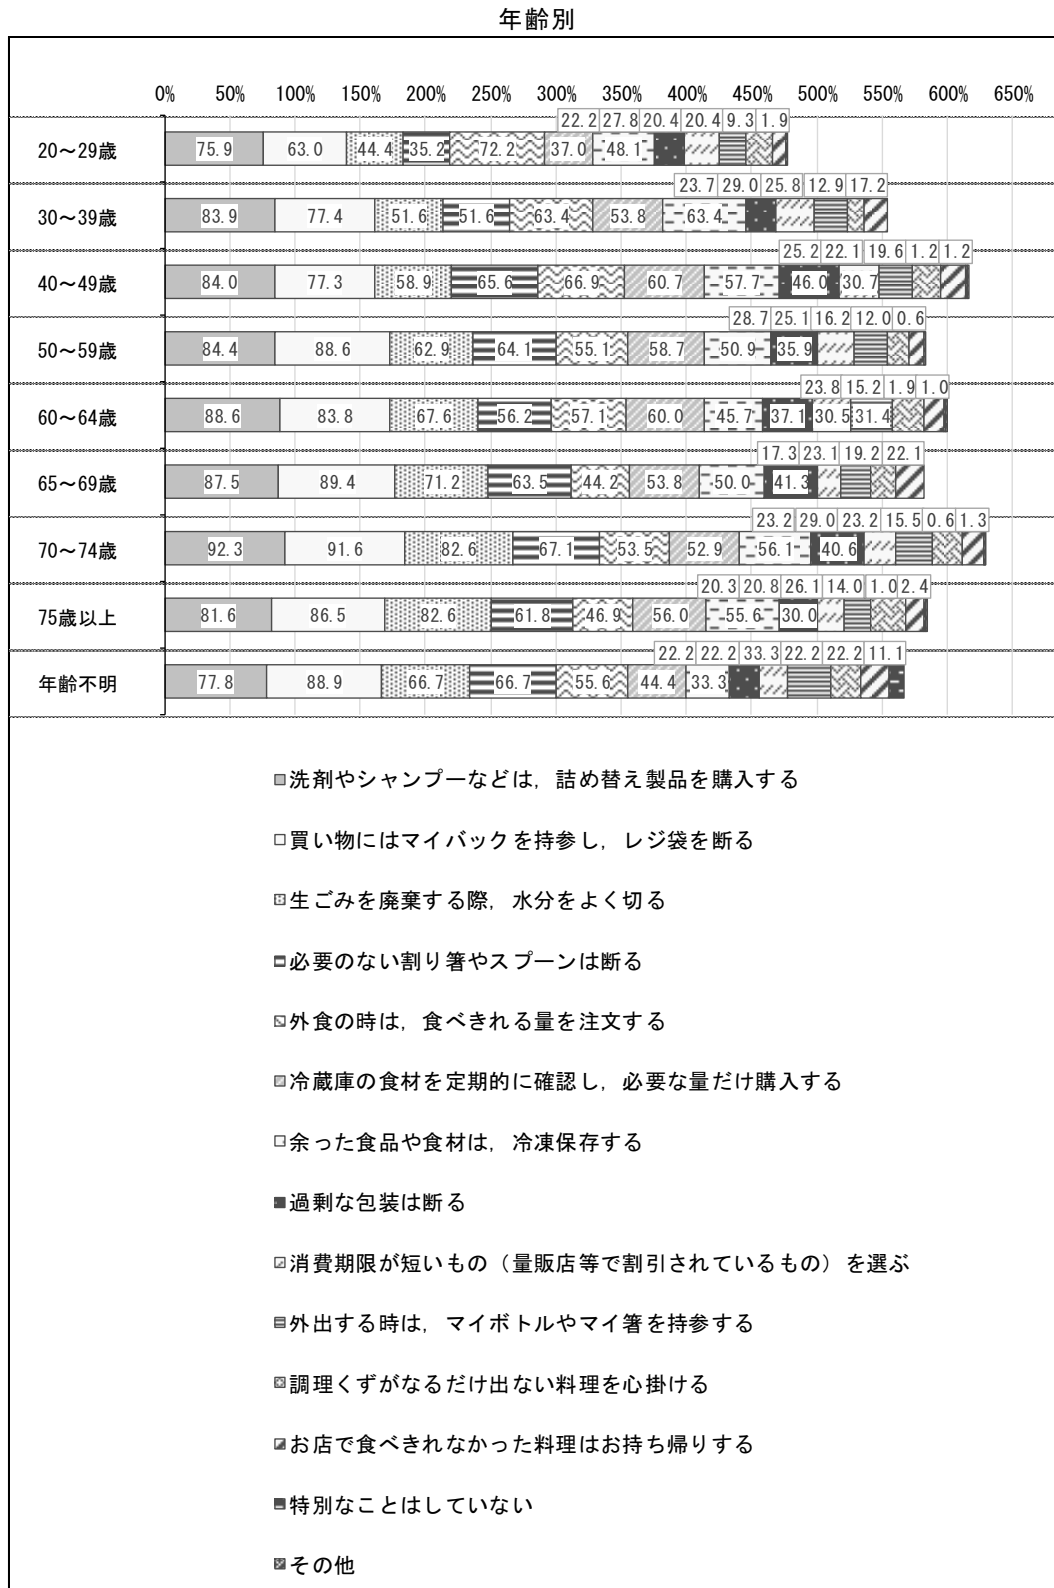 年齢別
0% 50% 100% 150% 200% 250% 300% 350% 400% 450% 500% 550% 600% 650%
22.2 27.8 20.4 20.4 9.3 1.9
20～29歳 75.9 63.0 44.4 35.2 72.2 37.0 48.1
23.7 29.0 25.8 12.9 17.2
30～39歳 83.9 77.4 51.6 51.6 63.4 53.8 63.4
25.2 22.1 19.6 1.2 1.2
40～49歳 84.0 77.3 58.9 65.6 66.9 60.7 57.7 46.0 30.7
28.7 25.1 16.2 12.0 0.6
50～59歳 84.4 88.6 62.9 64.1 55.1 58.7 50.9 35.9
23.8 15.2 1.9 1.0
60～64歳 88.6 83.8 67.6 56.2 57.1 60.0 45.7 37.1 30.5 31.4
17.3 23.1 19.2 22.1
65～69歳 87.5 89.4 71.2 63.5 44.2 53.8 50.0 41.3
23.2 29.0 23.2 15.5 0.6 1.3
70～74歳 92.3 91.6 82.6 67.1 53.5 52.9 56.1 40.6
20.3 20.8 26.1 14.0 1.0 2.4
75歳以上 81.6 86.5 82.6 61.8 46.9 56.0 55.6 30.0
22.2 22.2 33.3 22.2 22.2 11.1
年齢不明 77.8 88.9 66.7 66.7 55.6 44.4 33.3
洗剤やシャンプーなどは，詰め替え製品を購入する
買い物にはマイバックを持参し，レジ袋を断る
生ごみを廃棄する際，水分をよく切る
必要のない割り箸やスプーンは断る
外食の時は，食べきれる量を注文する
冷蔵庫の食材を定期的に確認し，必要な量だけ購入する
余った食品や食材は，冷凍保存する
過剰な包装は断る
消費期限が短いもの（量販店等で割引されているもの）を選ぶ
外出する時は，マイボトルやマイ箸を持参する
調理くずがなるだけ出ない料理を心掛ける
お店で食べきれなかった料理はお持ち帰りする
特別なことはしていない
その他